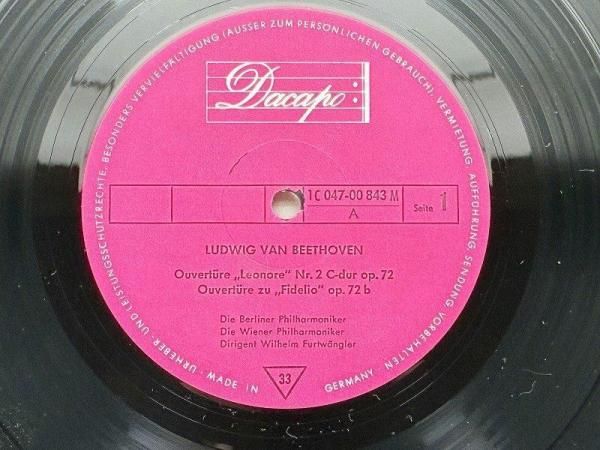 Dacapo:
1C 047-00 843 M
A
Seite 1
LUDWIG VAN BEETHOVEN
Ouvertüre „Leonore" Nr. 2 C-dur op. 72
Ouvertüre zu „Fidelio" op. 72 b
Die Berliner Philharmoniker
Die Wiener Philharmoniker
Dirigent Wilhelm Furtwängler
33
MADE IN GERMANY · URHEBER- UND LEISTUNGSSCHUTZRECHTE, BESONDERS VERVIELFÄLTIGUNG (AUSSER ZUM PERSÖNLICHEN GEBRAUCH), VERMIETUNG, AUFFÜHRUNG, SENDUNG VORBEHALTEN